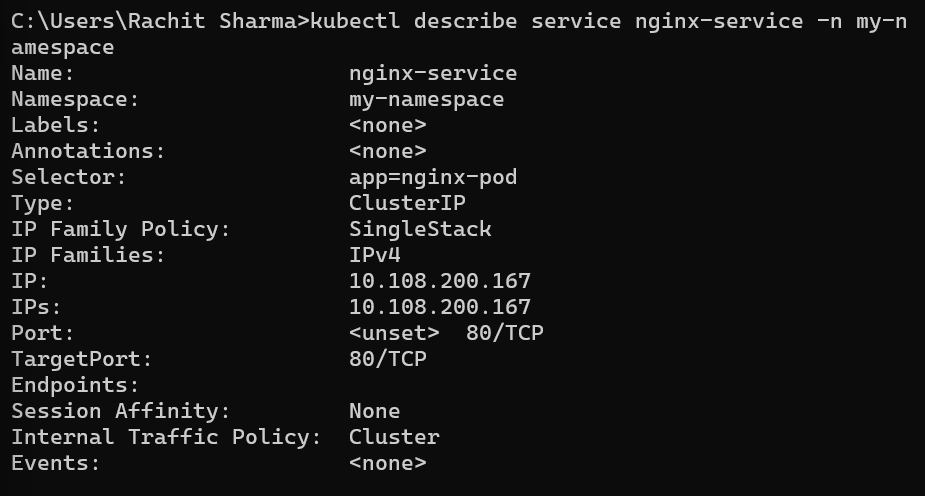 C:\Users\Rachit Sharma>kubectl describe service nginx-service -n my-n
amespace
Name:                     nginx-service
Namespace:                my-namespace
Labels:                   <none>
Annotations:              <none>
Selector:                 app=nginx-pod
Type:                     ClusterIP
IP Family Policy:         SingleStack
IP Families:              IPv4
IP:                       10.108.200.167
IPs:                      10.108.200.167
Port:                     <unset>  80/TCP
TargetPort:               80/TCP
Endpoints:
Session Affinity:         None
Internal Traffic Policy:  Cluster
Events:                   <none>